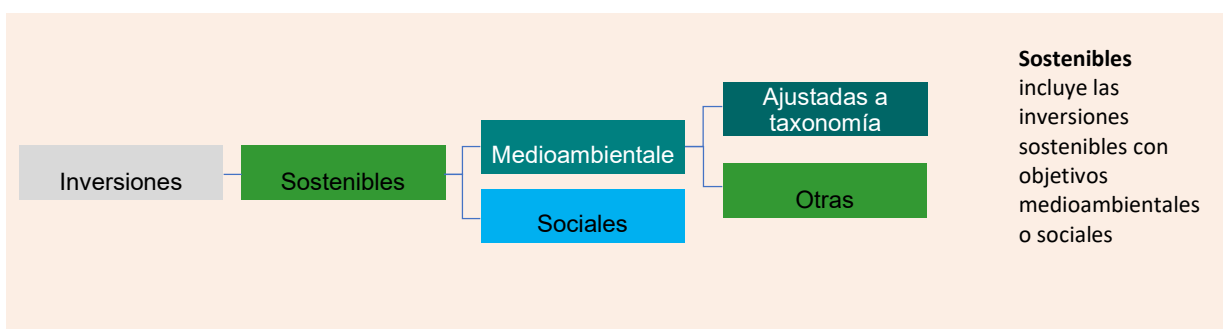 Inversiones
Sostenibles
Medioambientale
Sociales
Ajustadas a
taxonomía
Otras
Sostenibles
incluye las
inversiones
sostenibles con
objetivos
medioambientales
o sociales